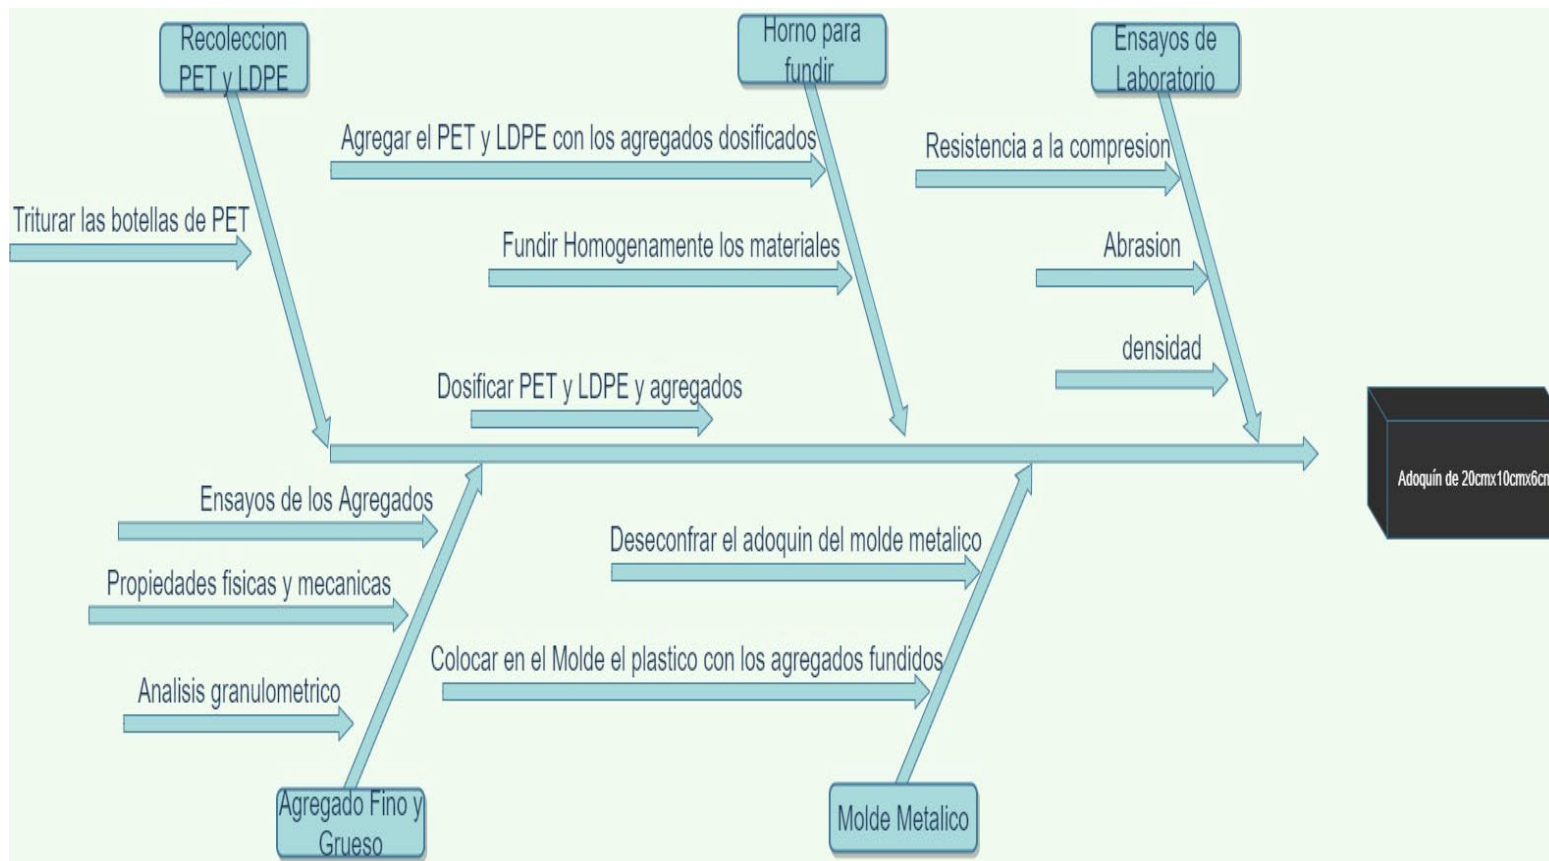 Recoleccion
PET y LDPE
Horno para
fundir
Ensayos de
Laboratorio
Agregar el PET y LDPE con los agregados dosificados
Resistencia a la compresion
Triturar las botellas de PET
Fundir Homogenamente los materiales
Abrasion
densidad
Dosificar PET y LDPE y agregados
Adoquín de 20cmx10cmx6cm
Ensayos de los Agregados
Deseconfrar el adoquin del molde metalico
Propiedades fisicas y mecanicas
Colocar en el Molde el plastico con los agregados fundidos
Analisis granulometrico
Agregado Fino y
Grueso
Molde Metalico